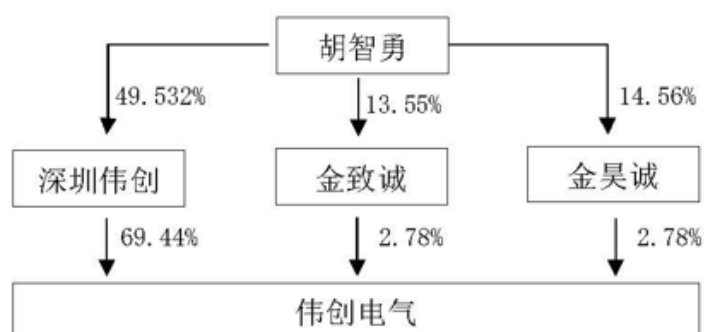 胡智勇
49.532%
13.55%
14.56%
深圳伟创
金致诚
金昊诚
69.44%
2.78%
2.78%
伟创电气